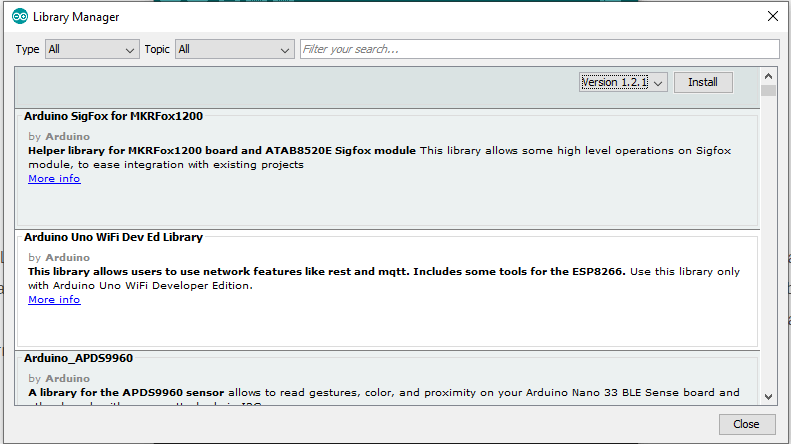 Library Manager
Type All Topic All Filter your search...
Version 1.2.1 Install
Arduino SigFox for MKRFox1200
by Arduino
Helper library for MKRFox1200 board and ATAB8520E Sigfox module This library allows some high level operations on Sigfox
module, to ease integration with existing projects
More info
Arduino Uno WiFi Dev Ed Library
by Arduino
This library allows users to use network features like rest and mqtt. Includes some tools for the ESP8266. Use this library only
with Arduino Uno WiFi Developer Edition.
More info
Arduino_APDS9960
by Arduino
A library for the APDS9960 sensor allows to read gestures, color, and proximity on your Arduino Nano 33 BLE Sense board and
Close